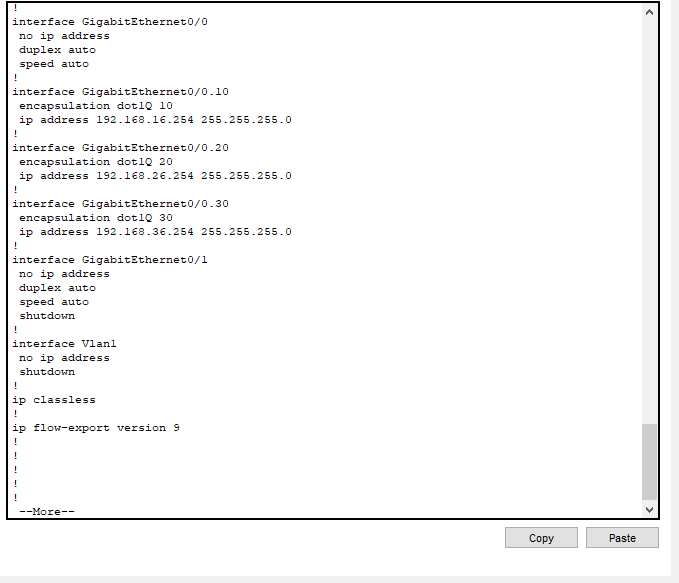 !
interface GigabitEthernet0/0
 no ip address
 duplex auto
 speed auto
!
interface GigabitEthernet0/0.10
 encapsulation dot1Q 10
 ip address 192.168.16.254 255.255.255.0
!
interface GigabitEthernet0/0.20
 encapsulation dot1Q 20
 ip address 192.168.26.254 255.255.255.0
!
interface GigabitEthernet0/0.30
 encapsulation dot1Q 30
 ip address 192.168.36.254 255.255.255.0
!
interface GigabitEthernet0/1
 no ip address
 duplex auto
 speed auto
 shutdown
!
interface Vlan1
 no ip address
 shutdown
!
ip classless
!
ip flow-export version 9
!
!
!
!
!
 --More--
Copy Paste